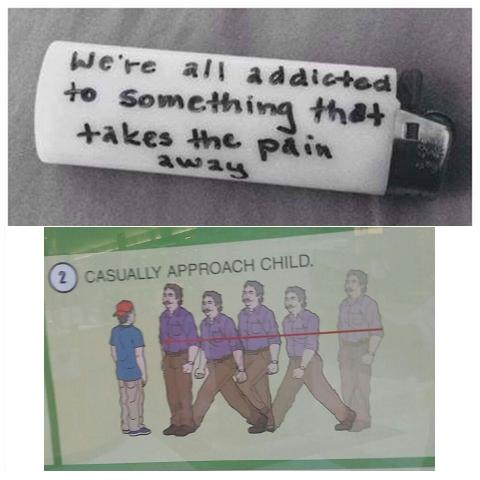 We're all addicted
to something that
takes the pain
away
2 CASUALLY APPROACH CHILD.